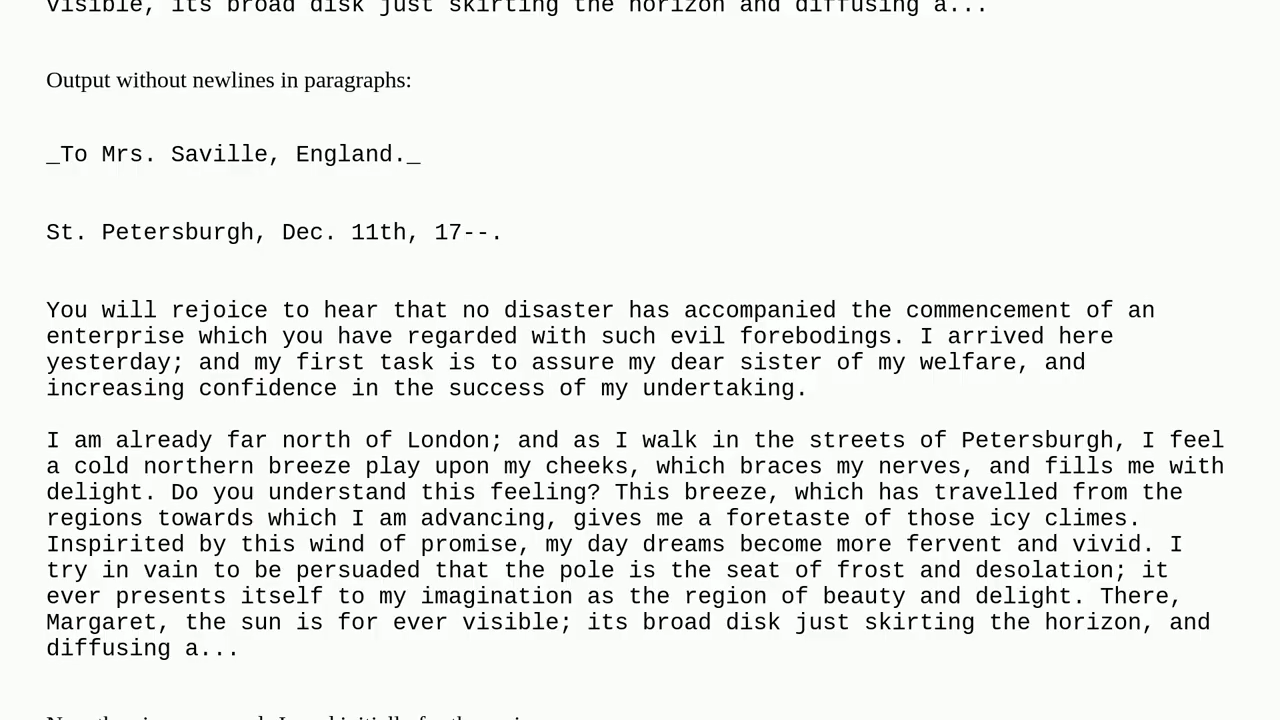 visible, its broad disk just skirting the horizon and diffusing a...
Output without newlines in paragraphs:
_To Mrs. Saville, England._
St. Petersburgh, Dec. 11th, 17--.
You will rejoice to hear that no disaster has accompanied the commencement of an
enterprise which you have regarded with such evil forebodings. I arrived here
yesterday; and my first task is to assure my dear sister of my welfare, and
increasing confidence in the success of my undertaking.
I am already far north of London; and as I walk in the streets of Petersburgh, I feel
a cold northern breeze play upon my cheeks, which braces my nerves, and fills me with
delight. Do you understand this feeling? This breeze, which has travelled from the
regions towards which I am advancing, gives me a foretaste of those icy climes.
Inspirited by this wind of promise, my day dreams become more fervent and vivid. I
try in vain to be persuaded that the pole is the seat of frost and desolation; it
ever presents itself to my imagination as the region of beauty and delight. There,
Margaret, the sun is for ever visible; its broad disk just skirting the horizon, and
diffusing a...